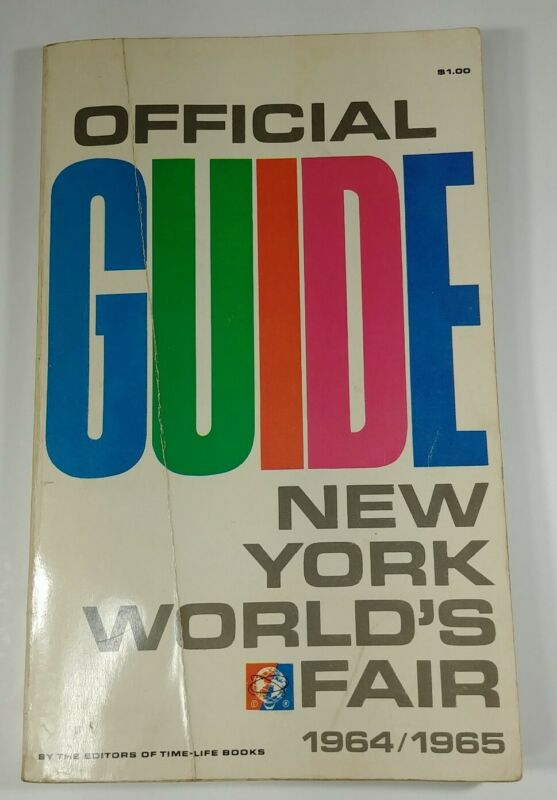 $1.00
OFFICIAL
GUIDE
NEW
YORK
WORLD'S
© ® FAIR
1964/1965
BY THE EDITORS OF TIME-LIFE BOOKS